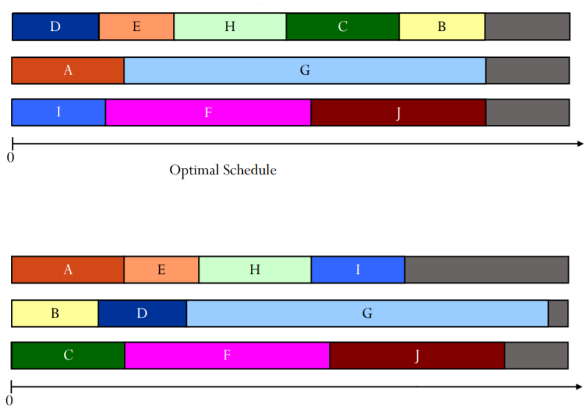 D E H C B
A G
I F J
0
Optimal Schedule
A E H I
B D G
C F J
0